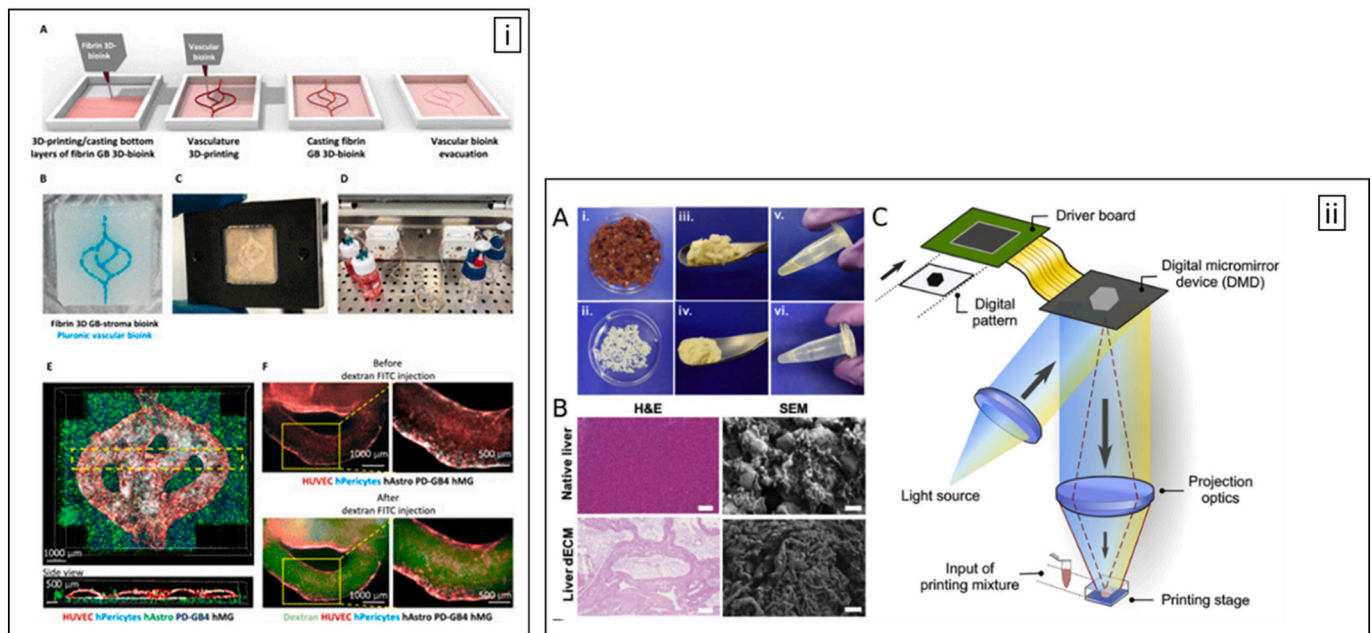 i
A
Fibrin 3D-
bioink
Vascular
bioink
3D-printing/casting bottom
layers of fibrin GB 3D-bioink
Vasculature
3D-printing
Casting fibrin
GB 3D-bioink
Vascular bioink
evacuation
B
C
D
Fibrin 3D GB-stroma bioink
Pluronic vascular bioink
E
1000 µm
Side view
500 µm
HUVEC hPericytes hAstro PD-GB4 hMG
F
Before
dextran FITC injection
1000 µm
500 µm
HUVEC hPericytes hAstro PD-GB4 hMG
After
dextran FITC injection
1000 µm
500 µm
Dextran HUVEC hPericytes hAstro PD-GB4 hMG
ii
A
i.
iii.
v.
ii.
iv.
vi.
B
H&E
SEM
Native liver
Liver dECM
C
Driver board
Digital micromirror
device (DMD)
Digital
pattern
Light source
Projection
optics
Input of
printing mixture
Printing stage